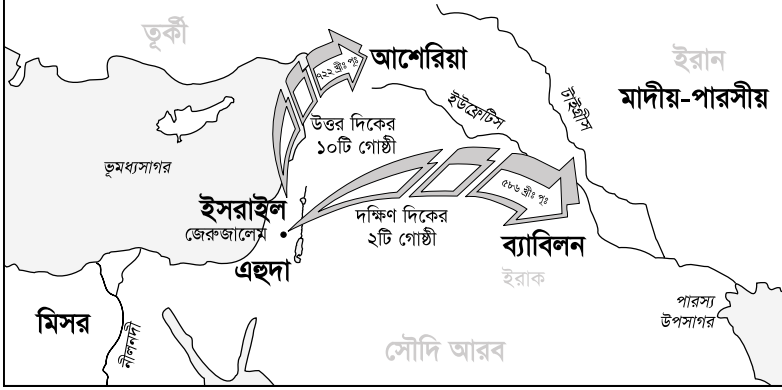 তূর্কী
আশেরিয়া
ইরান
৭২২ খ্রীঃ পূঃ
মাদীয়-পারসীয়
ইউফ্রেটিস
টাইগ্রীস
উত্তর দিকের
১০টি গোষ্ঠী
ভূমধ্যসাগর
৫৮৬ খ্রীঃ পূঃ
ইসরাইল
দক্ষিণ দিকের
২টি গোষ্ঠী
জেরুজালেম
ব্যাবিলন
এহুদা
ইরাক
পারস্য
উপসাগর
মিসর
নীলনদী
সৌদি আরব